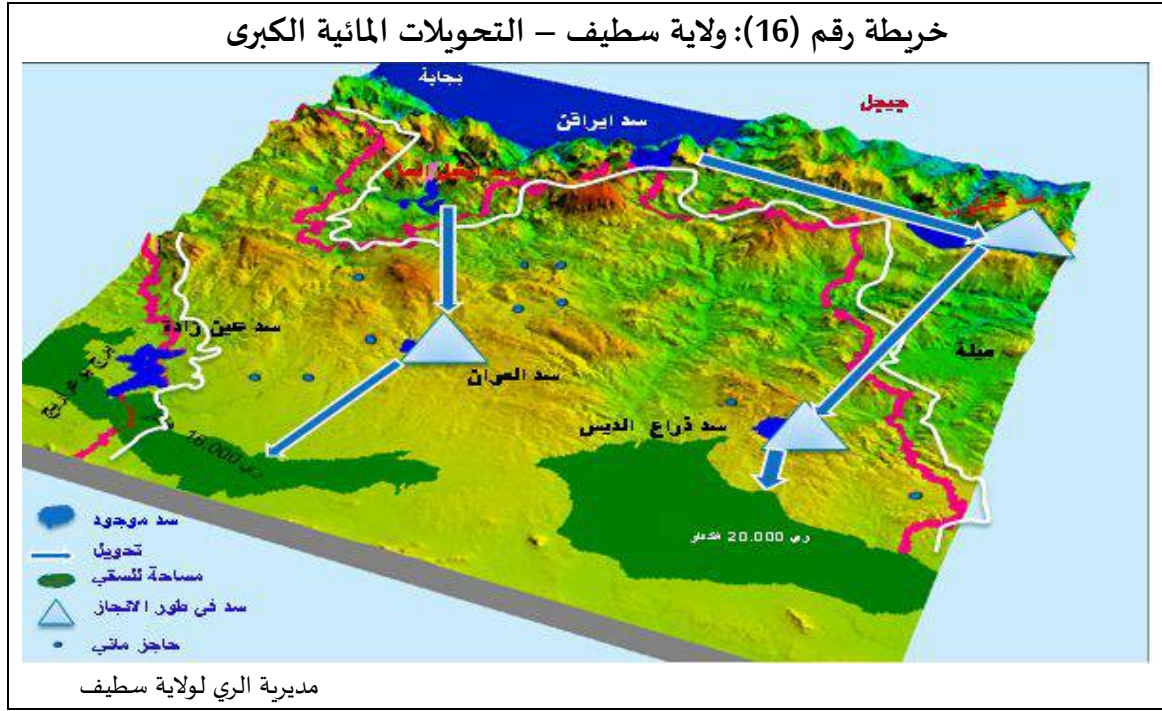 خريطة رقم (16): ولاية سطيف – التحويلات المائية الكبرى
بجاية
جيجل
سد ايراقن
سد عين زادة
ميلة
سد الموان
سد ذراع الديس
ري 16.000
ري 20.000 هكتار
سد موجود
تحويل
مساحة للسقي
سد في طور الانجاز
حاجز مائي
مديرية الري لولاية سطيف